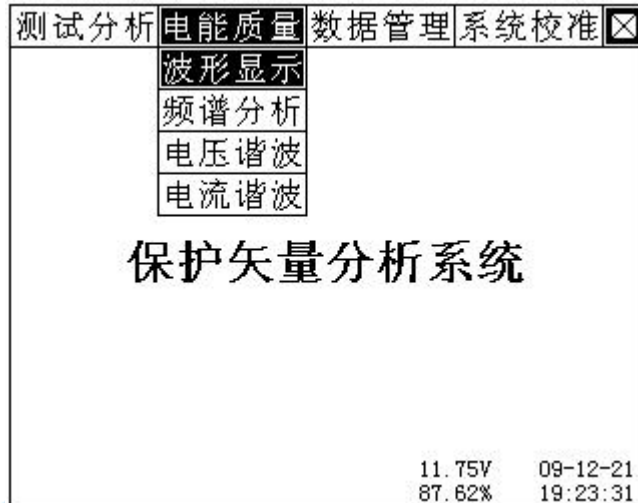 测试分析 电能质量 数据管理 系统校准
波形显示
频谱分析
电压谐波
电流谐波
保护矢量分析系统
11.75V 09-12-21
87.62% 19:23:31